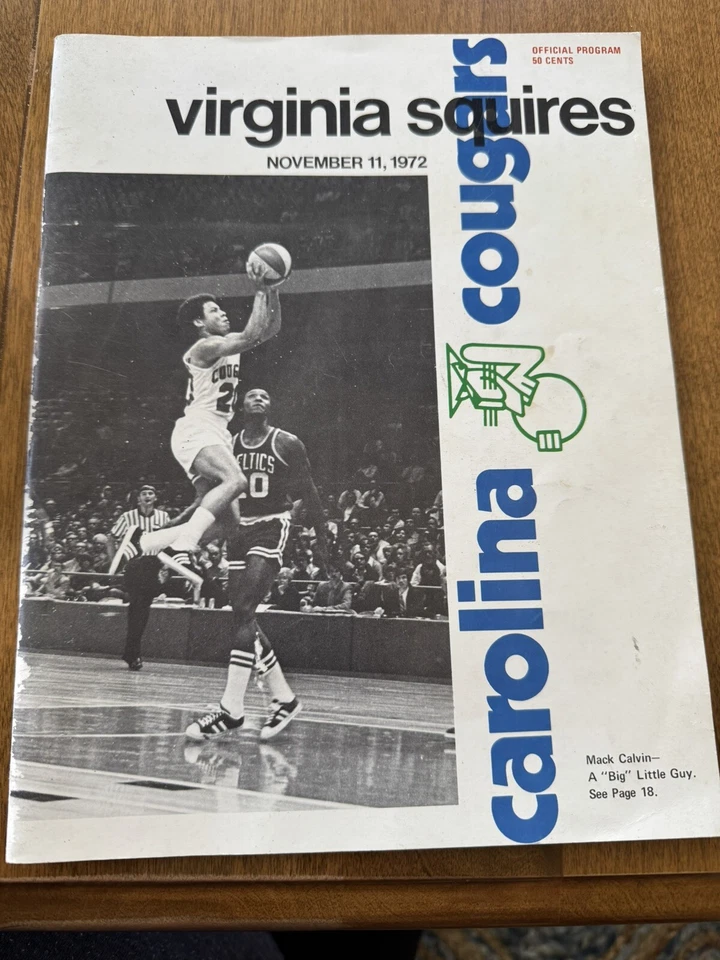 OFFICIAL PROGRAM
50 CENTS
virginia squires
NOVEMBER 11, 1972
carolina cougars
COUG
ELTICS
Mack Calvin—
A "Big" Little Guy.
See Page 18.